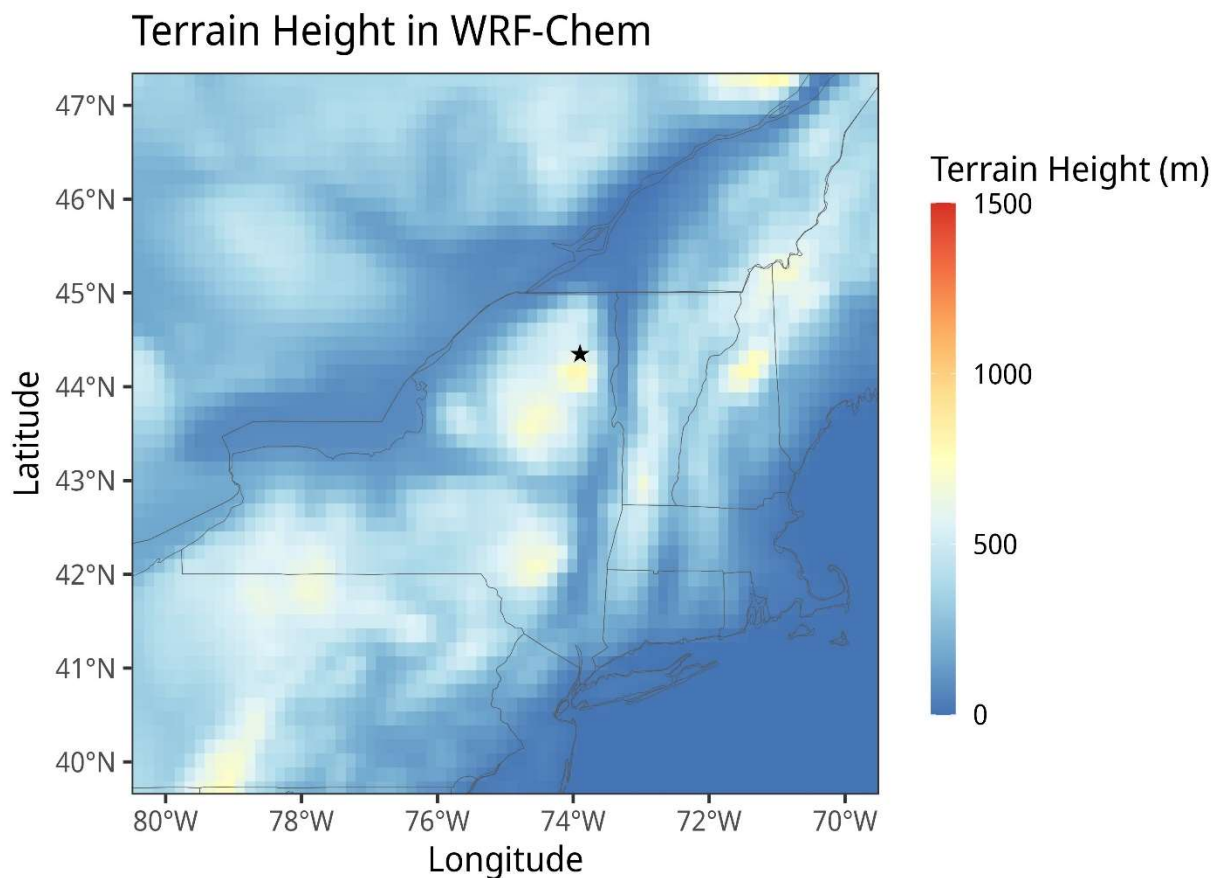 Terrain Height in WRF-Chem
47°N
46°N
45°N
44°N
43°N
42°N
41°N
40°N
Latitude
80°W 78°W 76°W 74°W 72°W 70°W
Longitude
Terrain Height (m)
1500
1000
500
0